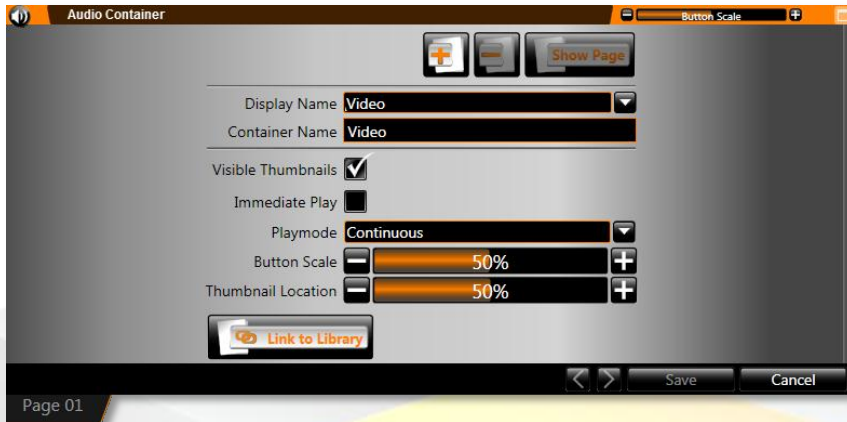 Audio Container
Button Scale
Show Page
Display Name Video
Container Name Video
Visible Thumbnails
Immediate Play
Playmode Continuous
Button Scale 50%
Thumbnail Location 50%
Link to Library
Save Cancel
Page 01